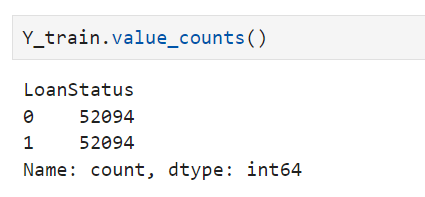 Y_train.value_counts()
LoanStatus
0    52094
1    52094
Name: count, dtype: int64